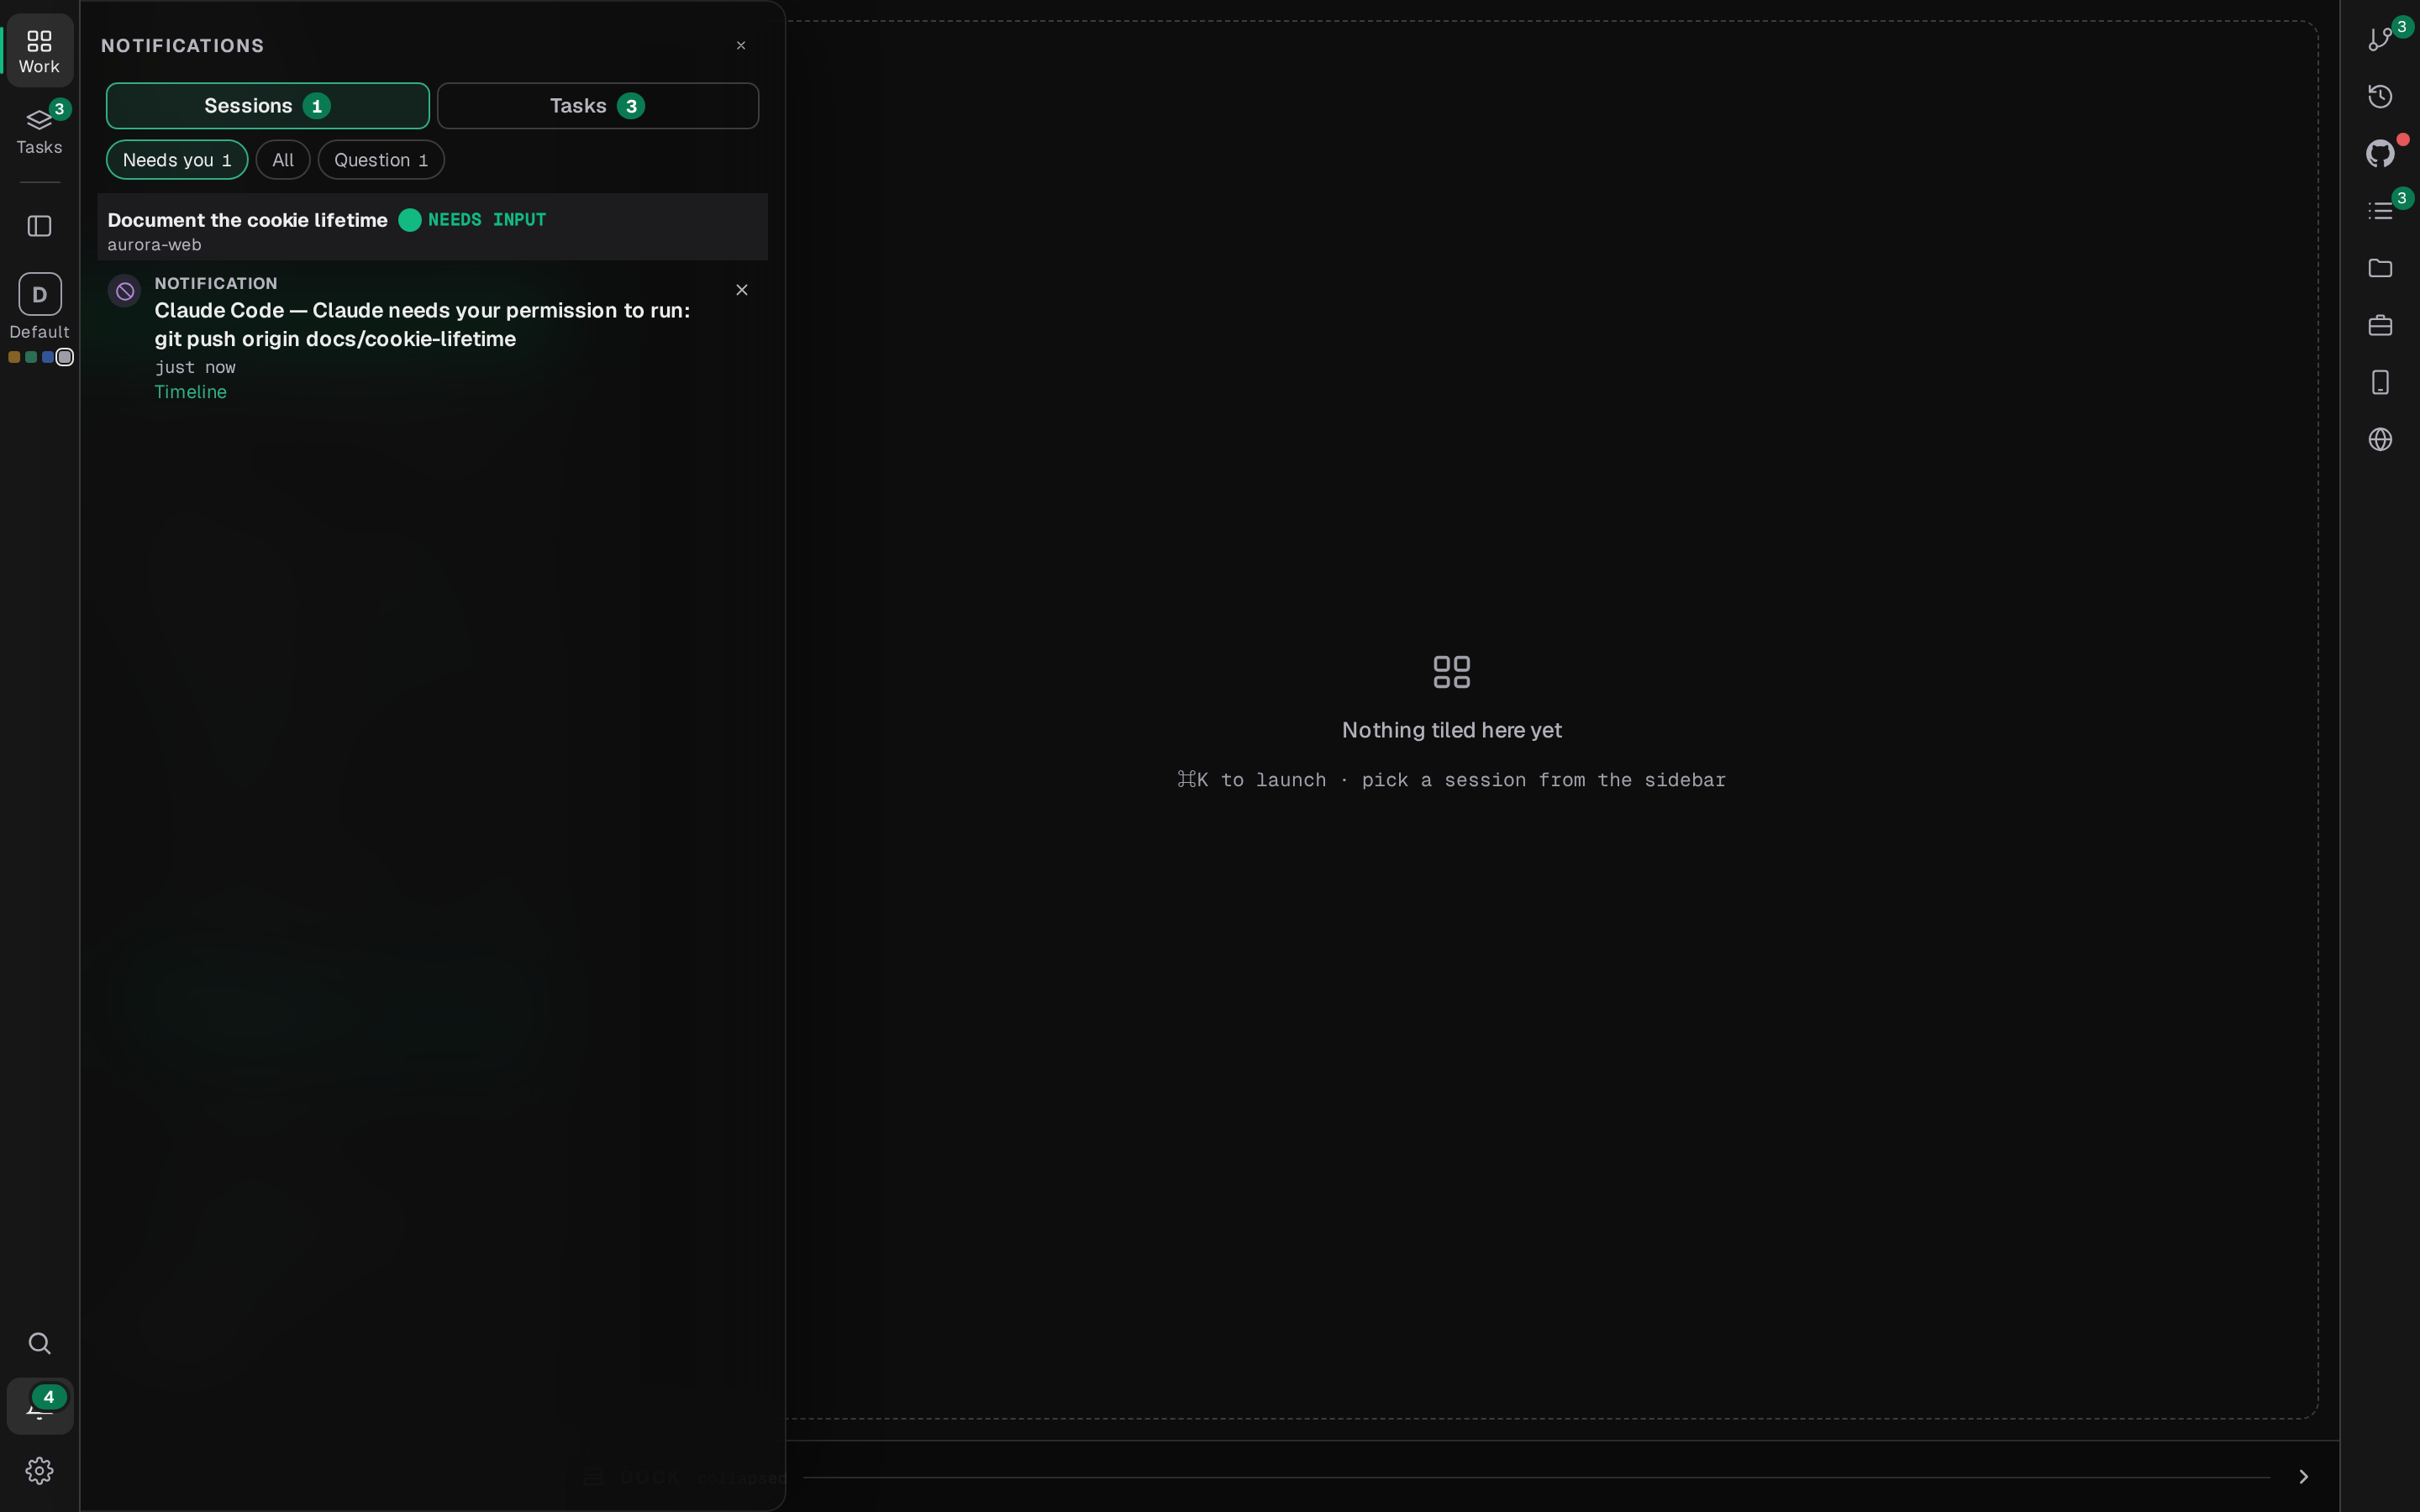 Work
3
Tasks
D
Default
4
NOTIFICATIONS
Sessions 1
Tasks 3
Needs you 1
All
Question 1
Document the cookie lifetime NEEDS INPUT
aurora-web
NOTIFICATION
Claude Code — Claude needs your permission to run:
git push origin docs/cookie-lifetime
just now
Timeline
Nothing tiled here yet
⌘K to launch · pick a session from the sidebar
DOCK collapsed
3
3